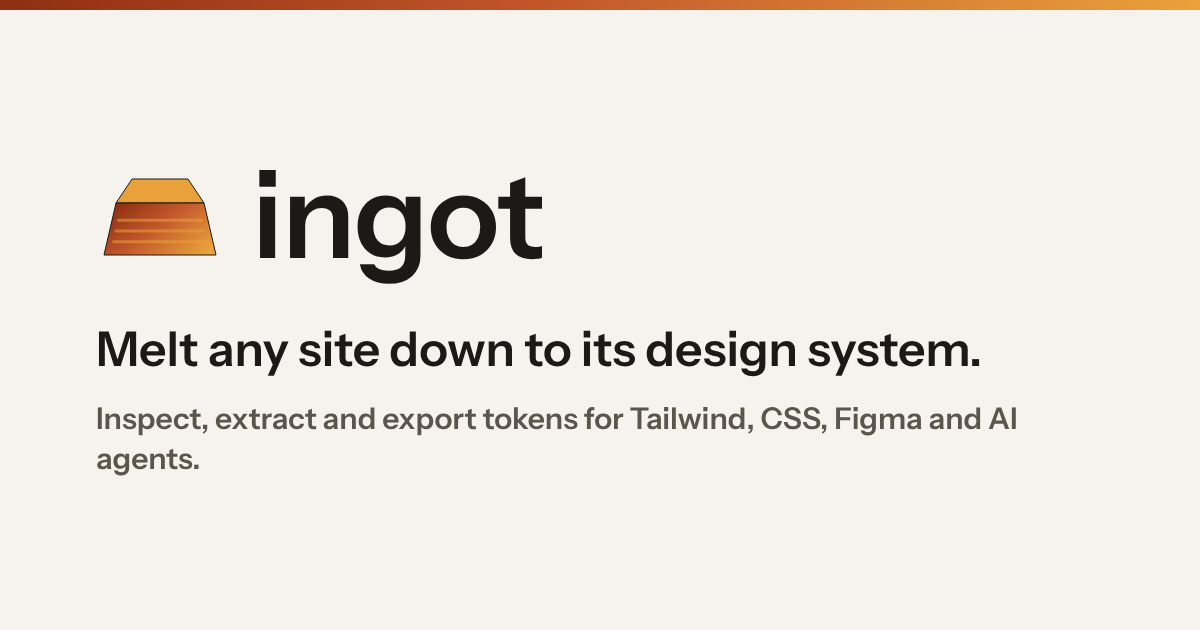 ingot
Melt any site down to its design system.
Inspect, extract and export tokens for Tailwind, CSS, Figma and AI
agents.